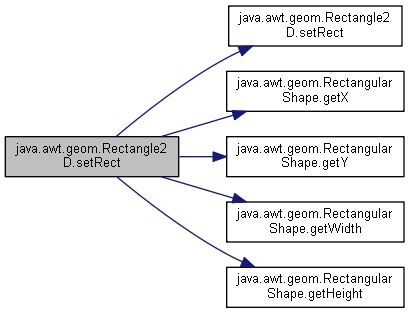 java.awt.geom.Rectangle2
D.setRect
java.awt.geom.Rectangular
Shape.getX
java.awt.geom.Rectangle2
D.setRect
java.awt.geom.Rectangular
Shape.getY
java.awt.geom.Rectangular
Shape.getWidth
java.awt.geom.Rectangular
Shape.getHeight